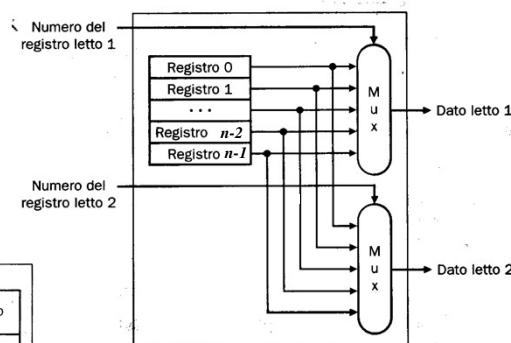 Numero del
registro letto 1
Registro 0
Registro 1
...
Registro n-2
Registro n-1
M
u
x
Dato letto 1
Numero del
registro letto 2
M
u
x
Dato letto 2